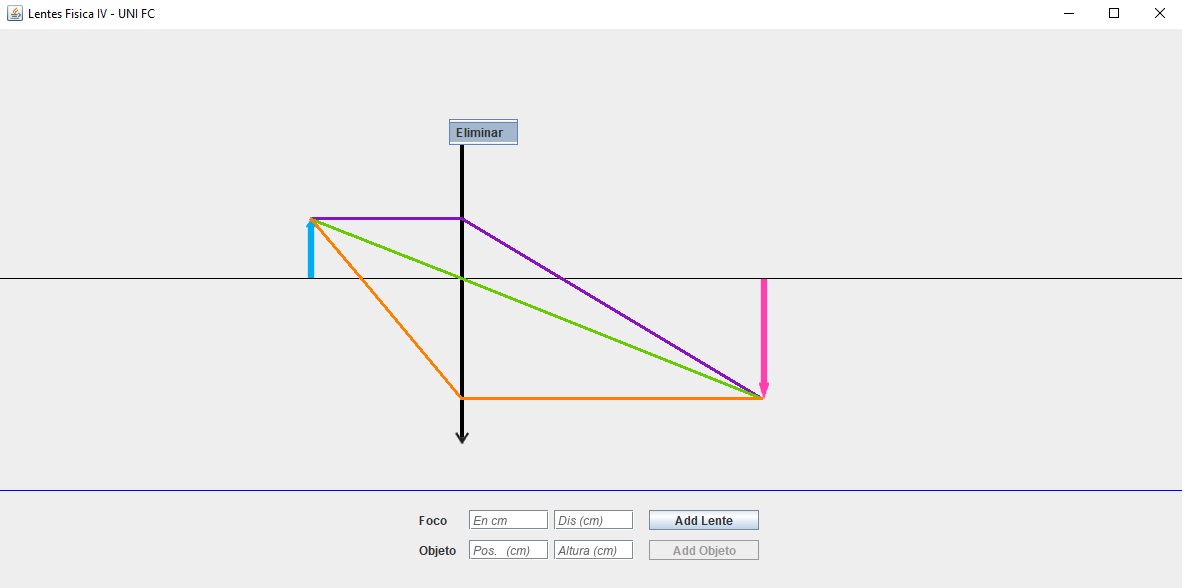 Lentes Fisica IV - UNI FC
Eliminar
Foco En cm Dis (cm) Add Lente
Objeto Pos. (cm) Altura (cm) Add Objeto